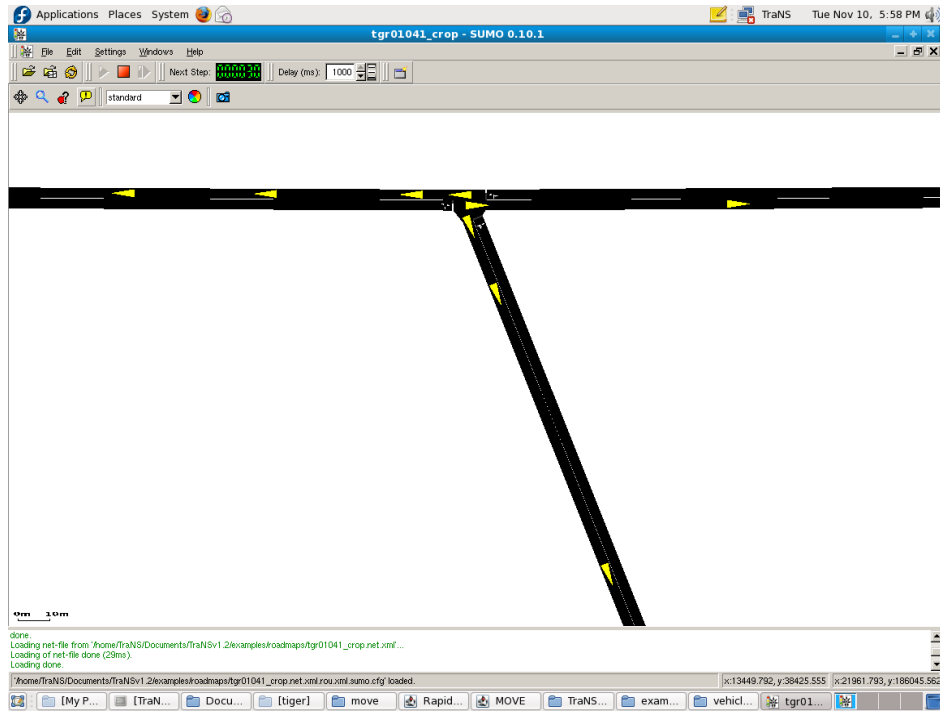 Applications Places System TraNS Tue Nov 10, 5:58 PM
tgr01041_crop - SUMO 0.10.1
File Edit Settings Windows Help
Next Step: Delay (ms): 1000
standard
0m 10m
done.
Loading net-file from '/home/TraNS/Documents/TraNSv1.2/examples/roadmaps/tgr01041_crop.net.xml'...
Loading of net-file done (29ms).
Loading done.
'/home/TraNS/Documents/TraNSv1.2/examples/roadmaps/tgr01041_crop.net.xml.rou.xml.sumo.cfg' loaded. x:13449.792, y:38425.555 x:21961.793, y:186045.562
[My P... [TraN... Docu... [tiger] move Rapid... MOVE TraNS... exam... vehicl... tgr01...